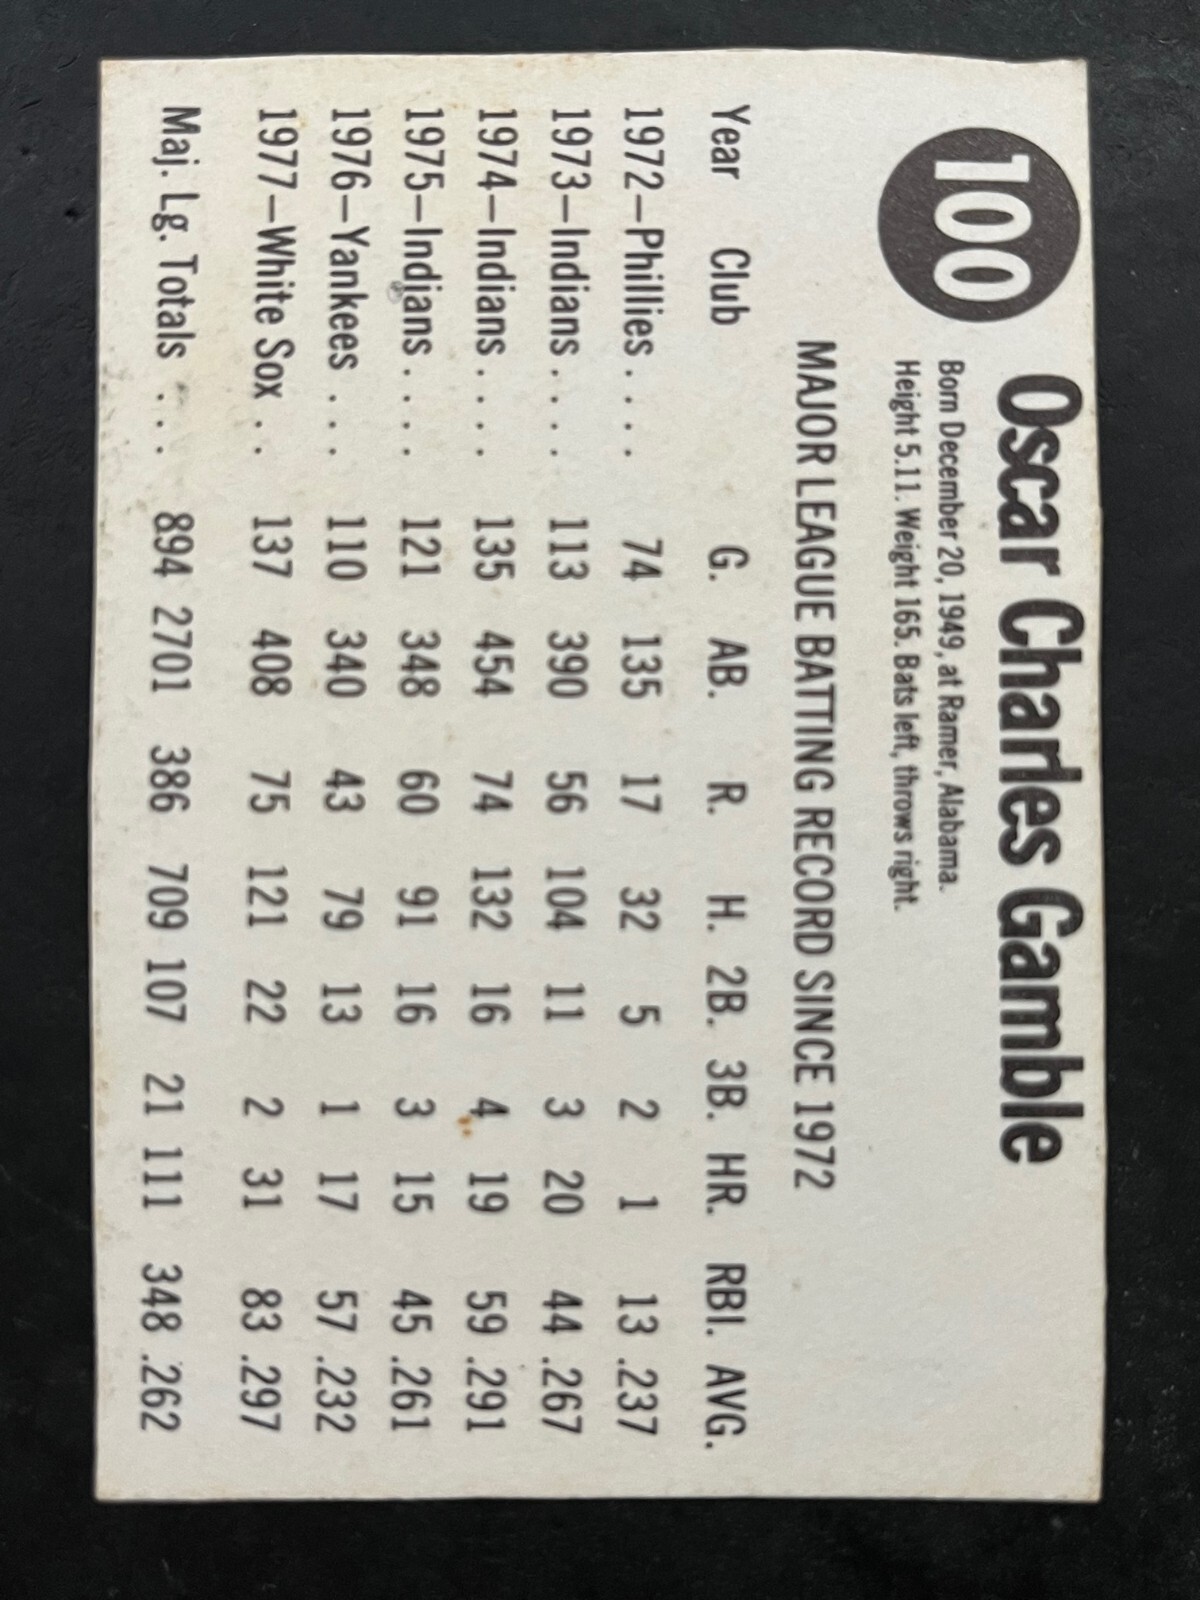 100
Oscar Charles Gamble
Born December 20, 1949, at Ramer, Alabama.
Height 5.11. Weight 165. Bats left, throws right.
MAJOR LEAGUE BATTING RECORD SINCE 1972
Year Club G. AB. R. H. 2B. 3B. HR. RBI. AVG.
1972—Phillies . . . . 74 135 17 32 5 2 1 13 .237
1973—Indians . . . . 113 390 56 104 11 3 20 44 .267
1974—Indians . . . . 135 454 74 132 16 4 19 59 .291
1975—Indians . . . . 121 348 60 91 16 3 15 45 .261
1976—Yankees . . . 110 340 43 79 13 1 17 57 .232
1977—White Sox . . 137 408 75 121 22 2 31 83 .297
Maj. Lg. Totals . . . 894 2701 386 709 107 21 111 348 .262